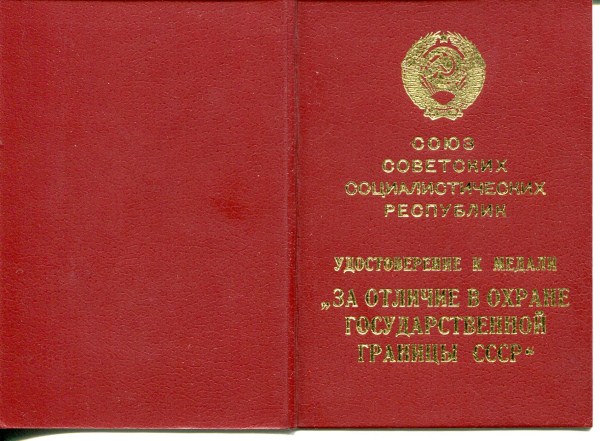 СОЮЗ
СОВЕТСКИХ
СОЦИАЛИСТИЧЕСКИХ
РЕСПУБЛИК
УДОСТОВЕРЕНИЕ К МЕДАЛИ
„ЗА ОТЛИЧИЕ В ОХРАНЕ
ГОСУДАРСТВЕННОЙ
ГРАНИЦЫ СССР“